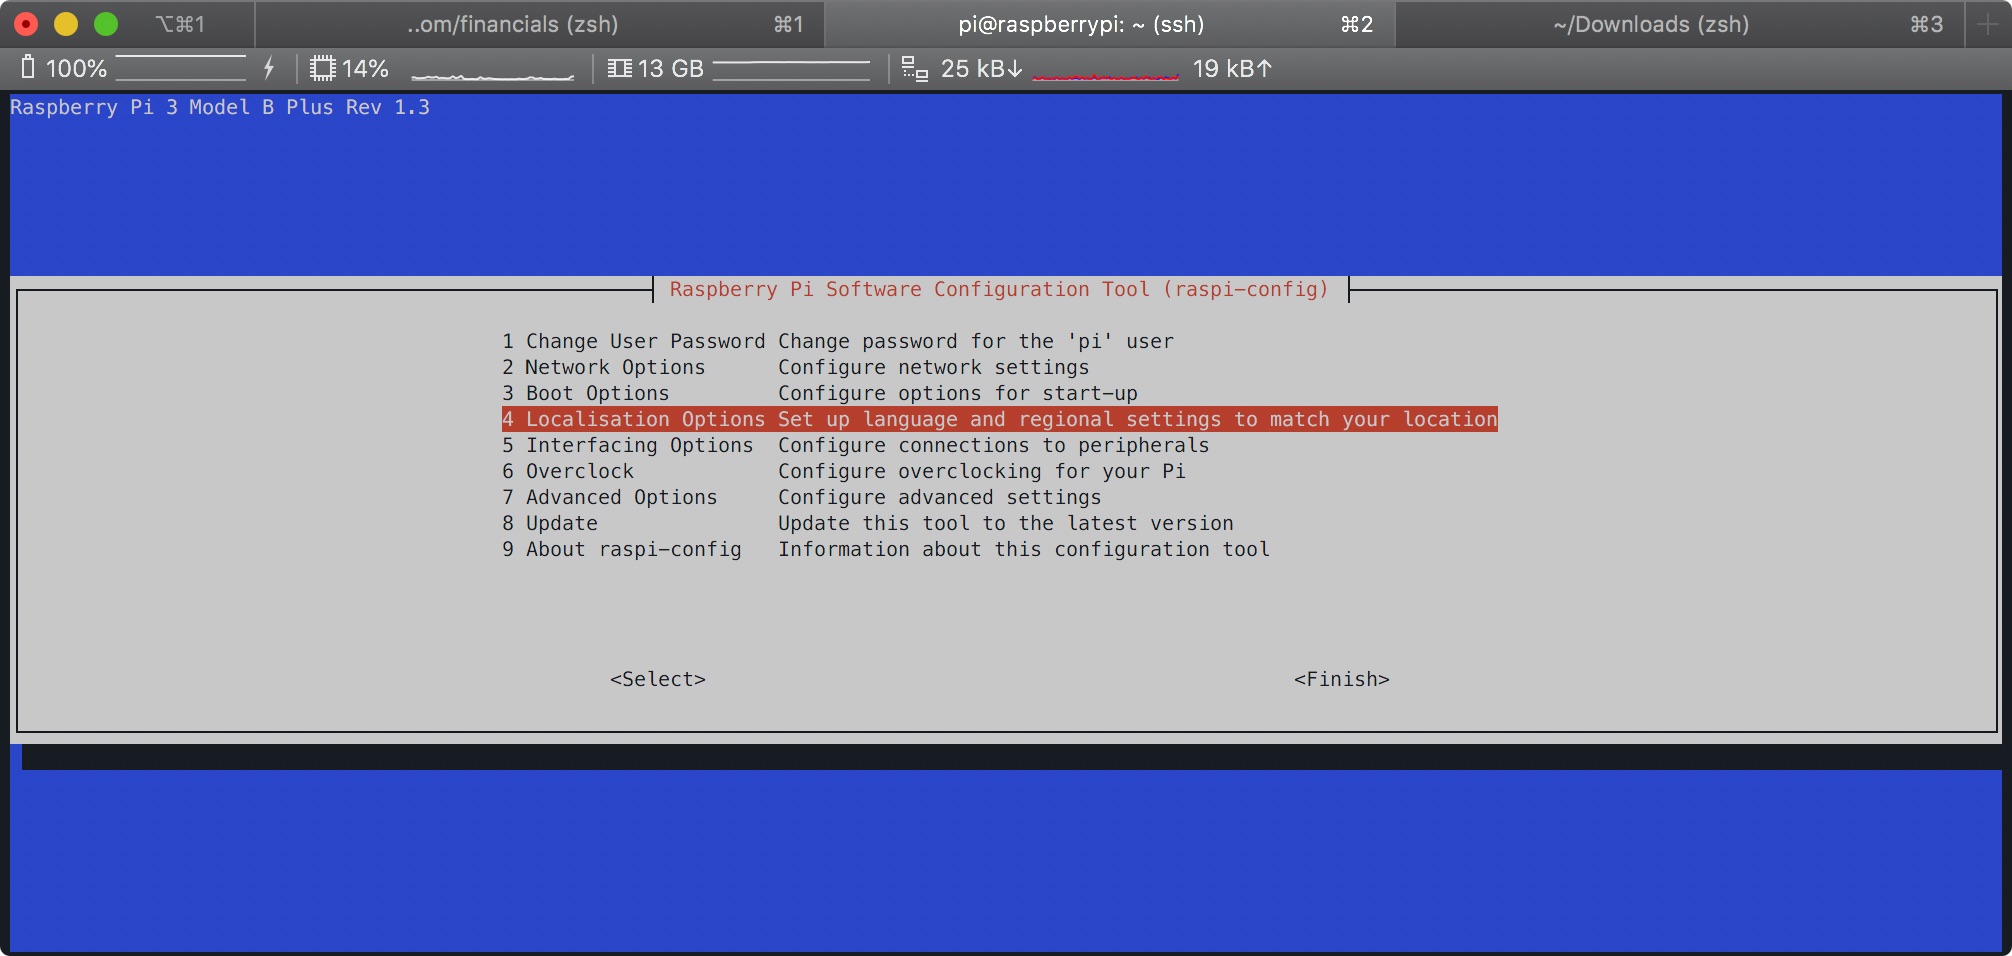 ⌥⌘1 ..om/financials (zsh) ⌘1 pi@raspberrypi: ~ (ssh) ⌘2 ~/Downloads (zsh) ⌘3 +
100% 14% 13 GB 25 kB↓ 19 kB↑
Raspberry Pi 3 Model B Plus Rev 1.3
Raspberry Pi Software Configuration Tool (raspi-config)
1 Change User Password Change password for the 'pi' user
2 Network Options Configure network settings
3 Boot Options Configure options for start-up
4 Localisation Options Set up language and regional settings to match your location
5 Interfacing Options Configure connections to peripherals
6 Overclock Configure overclocking for your Pi
7 Advanced Options Configure advanced settings
8 Update Update this tool to the latest version
9 About raspi-config Information about this configuration tool
<Select> <Finish>